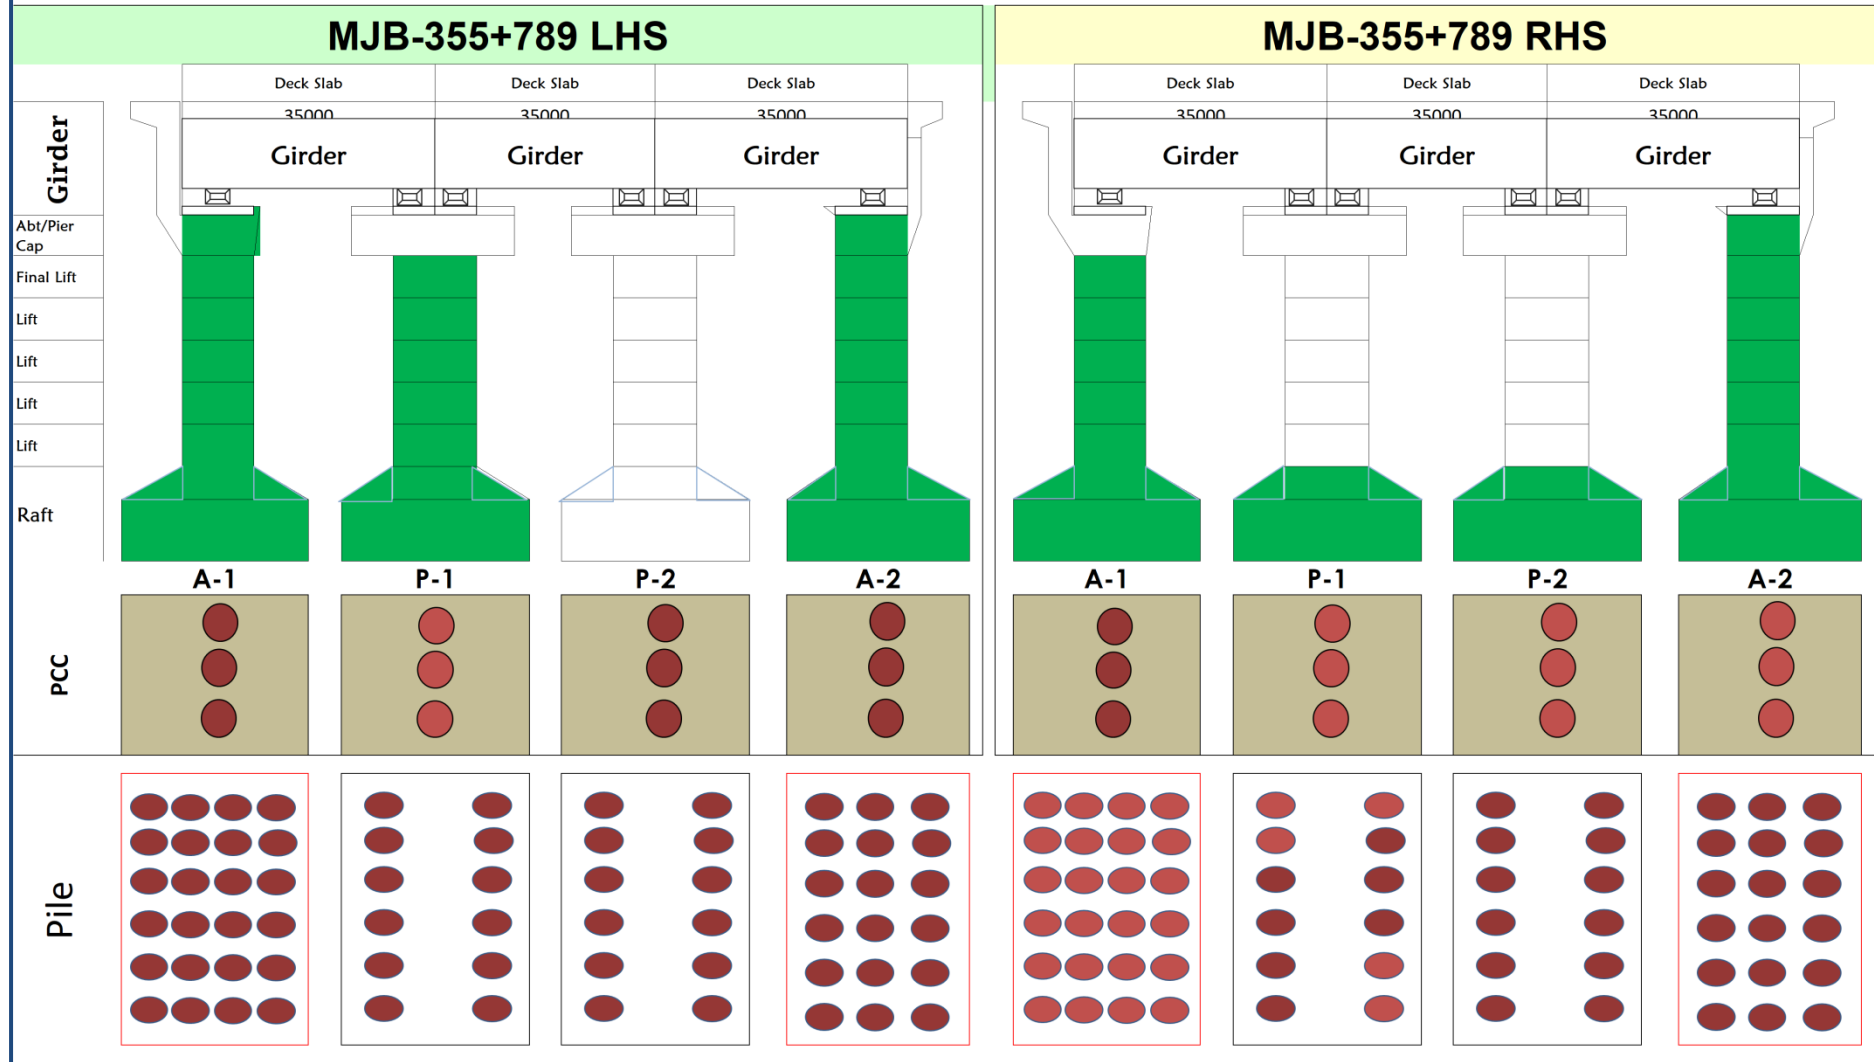 MJB-355+789 LHS
MJB-355+789 RHS
Deck Slab Deck Slab Deck Slab
Deck Slab Deck Slab Deck Slab
35000 35000 35000
35000 35000 35000
Girder
Girder Girder Girder
Girder Girder Girder
Abt/Pier
Cap
Final Lift
Lift
Lift
Lift
Lift
Raft
A-1 P-1 P-2 A-2
A-1 P-1 P-2 A-2
PCC
Pile